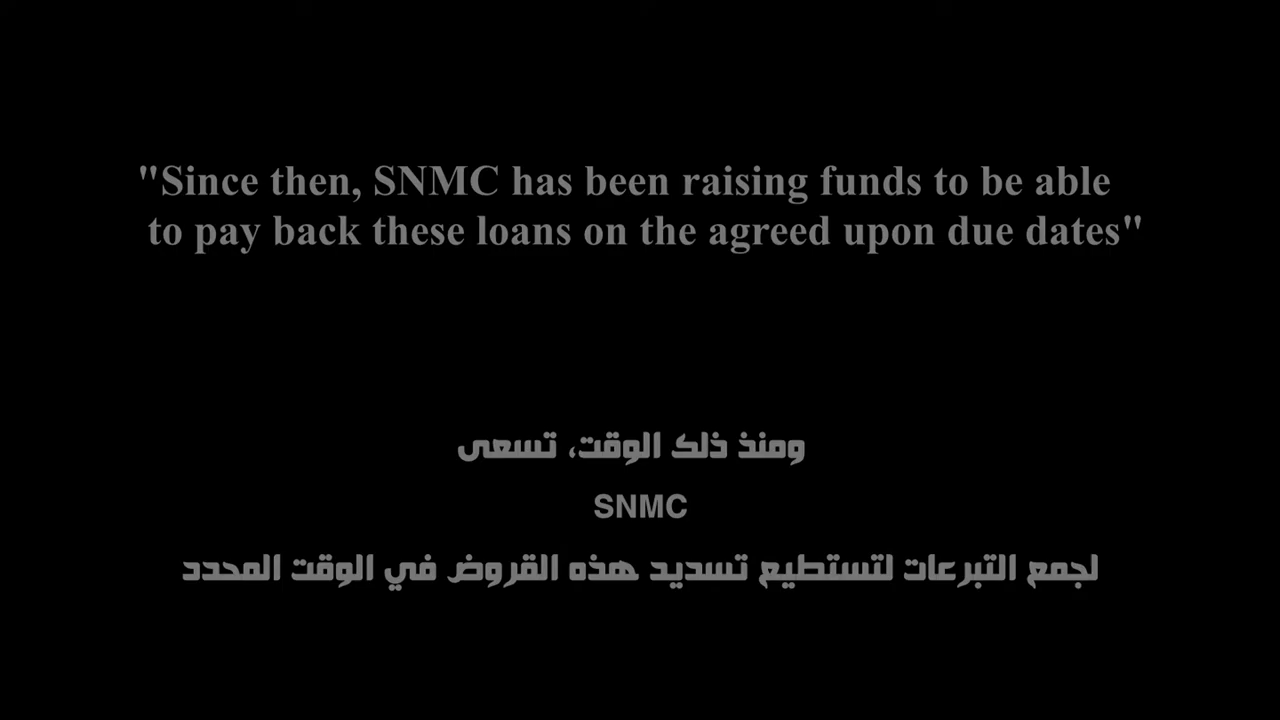 "Since then, SNMC has been raising funds to be able
to pay back these loans on the agreed upon due dates"
ومنذ ذلك الوقت، تسعى
SNMC
لجمع التبرعات لتستطيع تسديد هذه القروض في الوقت المحدد